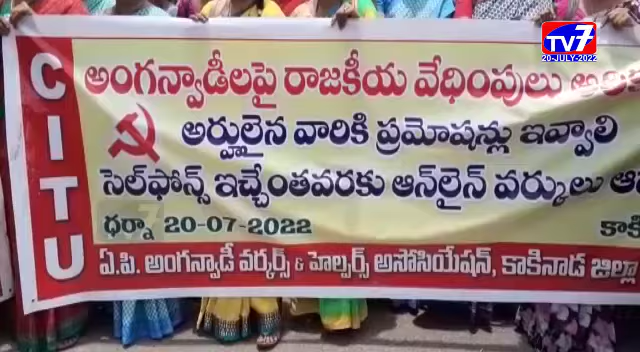 TV7
20-JULY-2022
CITU
అంగన్వాడీలపై రాజకీయ వేధింపులు
అర్హులైన వారికి ప్రమోషన్లు ఇవ్వాలి
సెల్‌ఫోన్స్ ఇచ్చేంతవరకు ఆన్‌లైన్ వర్కులు
ధర్నా 20-07-2022
ఏ.పి. అంగన్వాడీ వర్కర్స్ & హెల్పర్స్ అసోసియేషన్, కాకినాడ జిల్లా